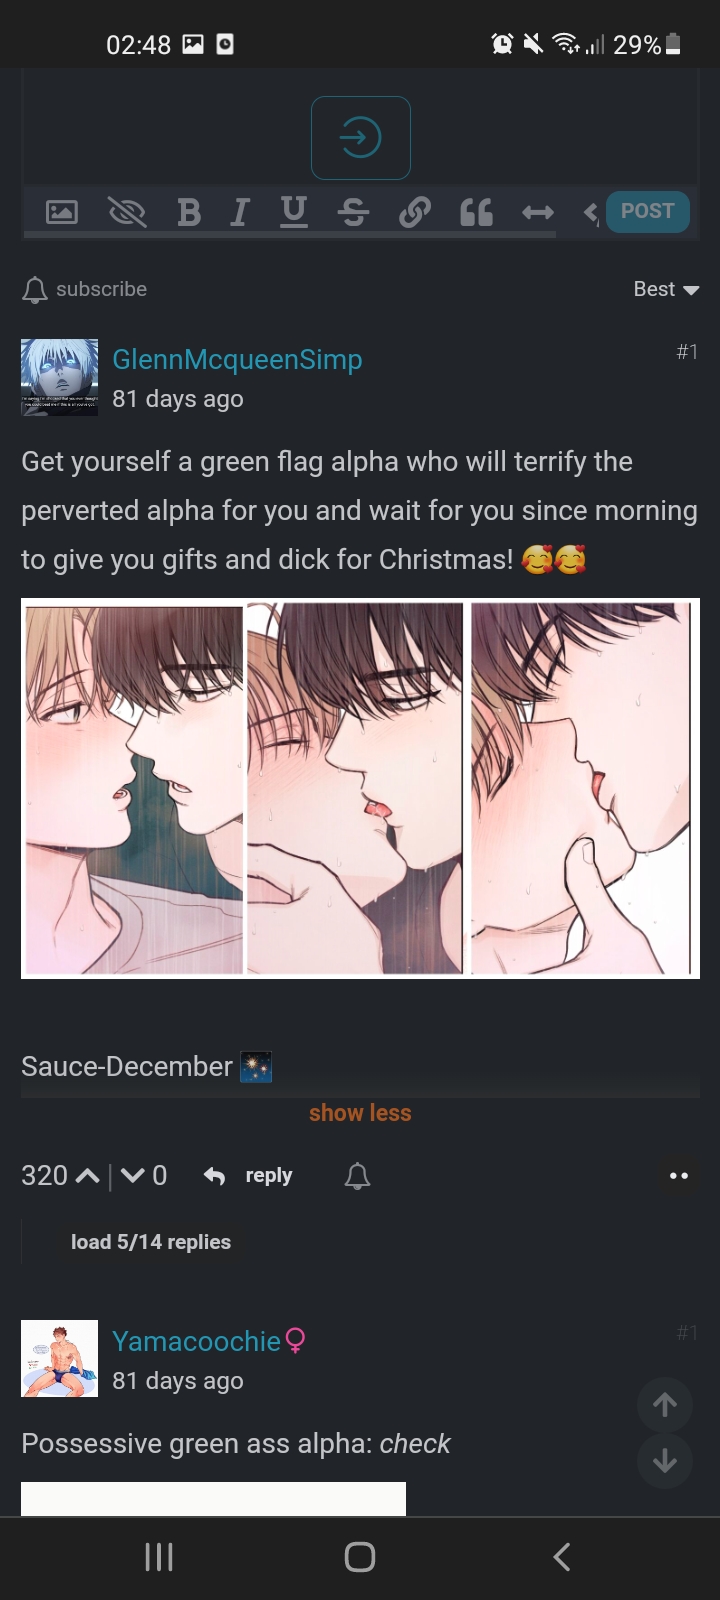 02:48
29%
B I U S
POST
subscribe
Best
GlennMcqueenSimp
#1
81 days ago
Get yourself a green flag alpha who will terrify the
perverted alpha for you and wait for you since morning
to give you gifts and dick for Christmas! 🥰🥰
Sauce-December 🎆
show less
320 | 0 reply
load 5/14 replies
Yamacoochie♀
#1
81 days ago
Possessive green ass alpha: check